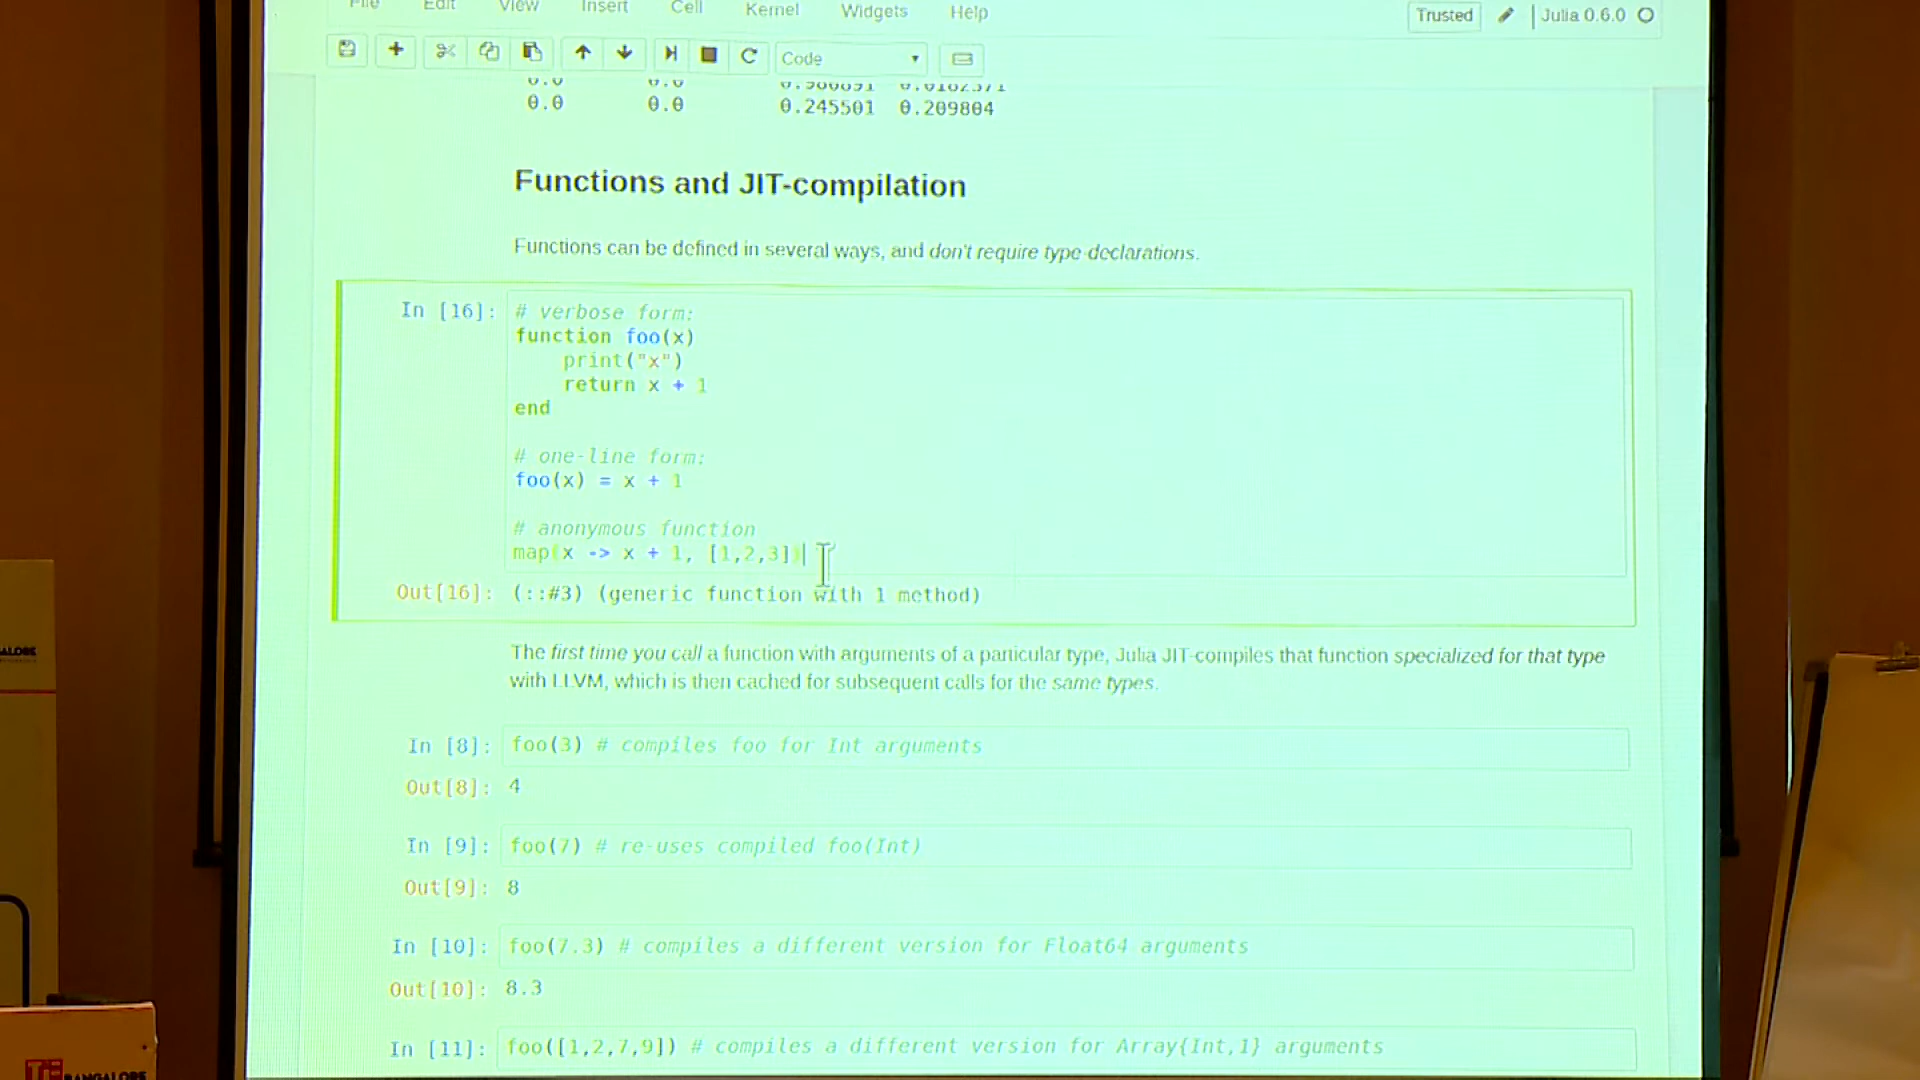 File Edit View Insert Cell Kernel Widgets Help Trusted Julia 0.6.0
Code
0.0 0.0
0.0 0.0 0.245501 0.209804
Functions and JIT-compilation
Functions can be defined in several ways, and don't require type declarations.
In [16]: # verbose form:
function foo(x)
print("x")
return x + 1
end
# one-line form:
foo(x) = x + 1
# anonymous function
map(x -> x + 1, [1,2,3])
Out[16]: (::#3) (generic function with 1 method)
The first time you call a function with arguments of a particular type, Julia JIT-compiles that function specialized for that type
with LLVM, which is then cached for subsequent calls for the same types.
In [8]: foo(3) # compiles foo for Int arguments
Out[8]: 4
In [9]: foo(7) # re-uses compiled foo(Int)
Out[9]: 8
In [10]: foo(7.3) # compiles a different version for Float64 arguments
Out[10]: 8.3
In [11]: foo([1,2,7,9]) # compiles a different version for Array{Int,1} arguments
BANGALORE